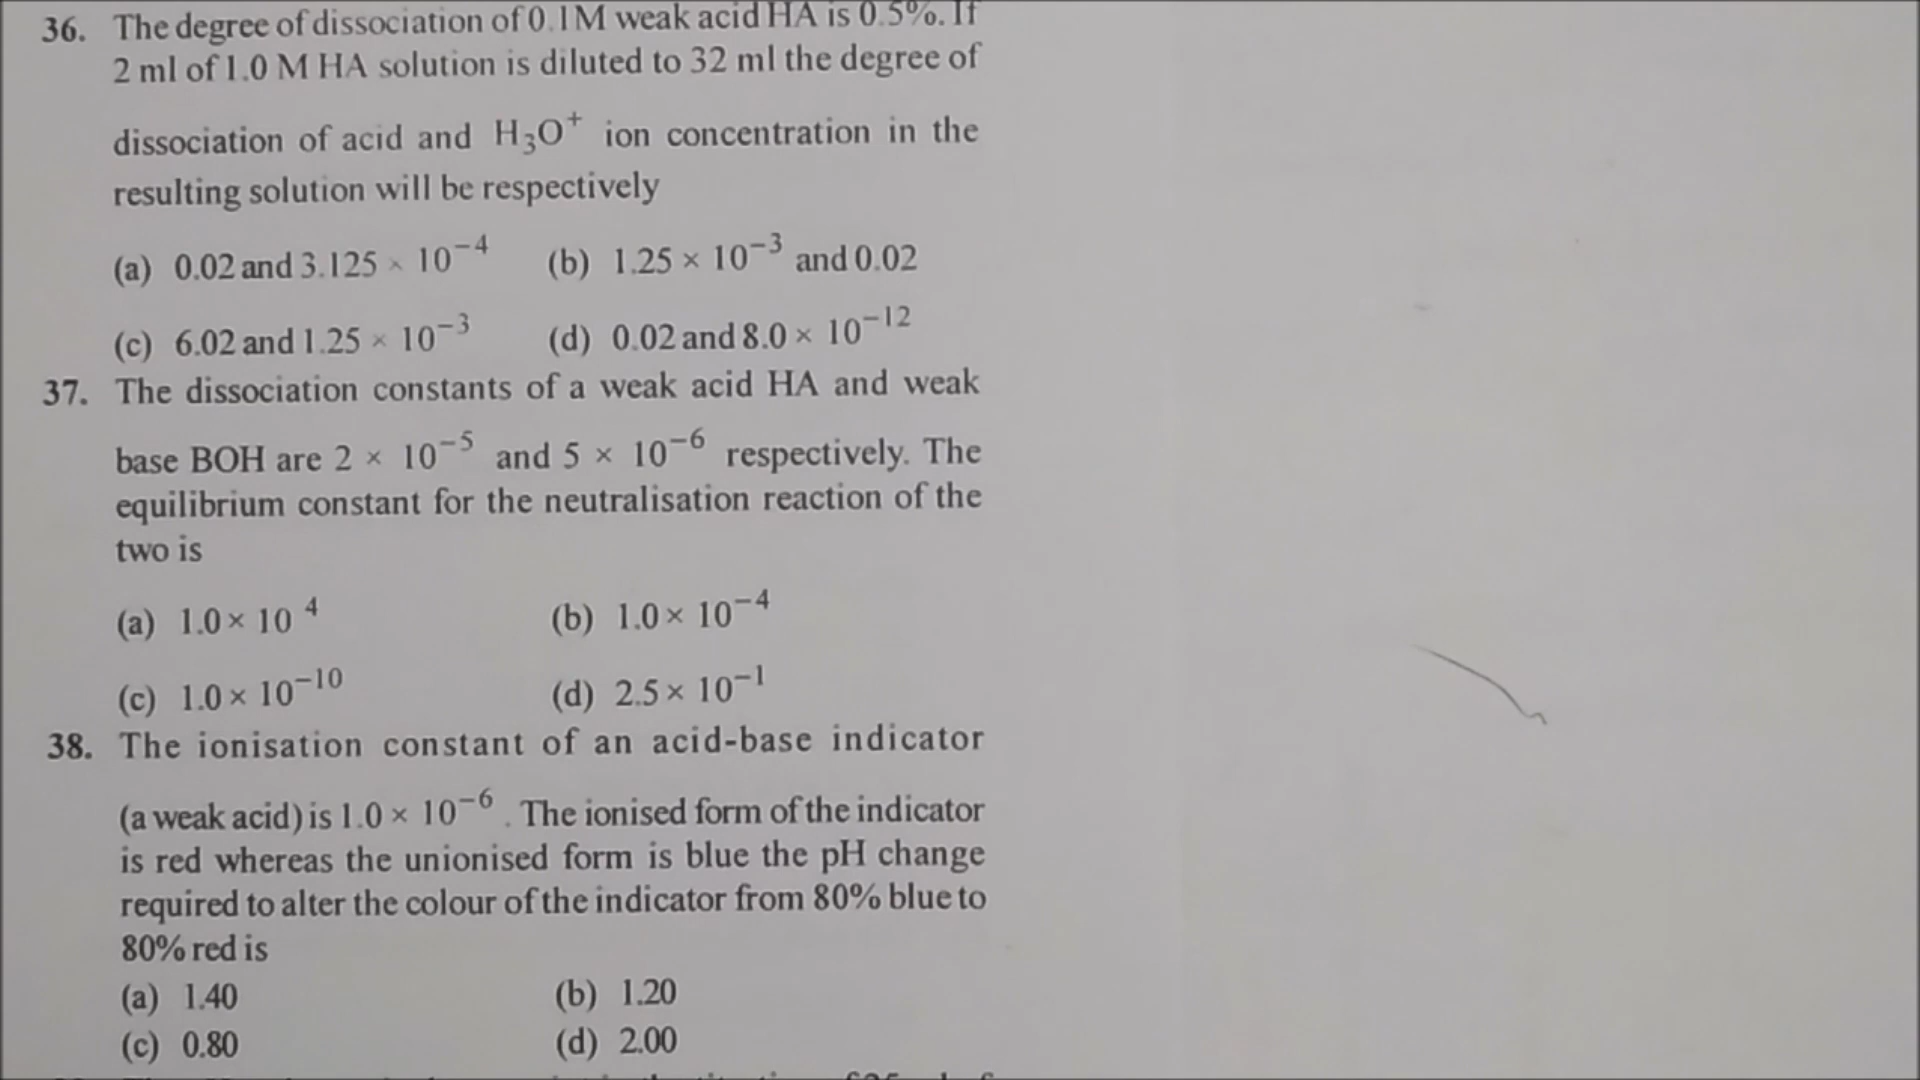 36. The degree of dissociation of 0.1M weak acid HA is 0.5%. If
2 ml of 1.0 M HA solution is diluted to 32 ml the degree of
dissociation of acid and H₃O⁺ ion concentration in the
resulting solution will be respectively
(a) 0.02 and 3.125 × 10⁻⁴ (b) 1.25 × 10⁻³ and 0.02
(c) 6.02 and 1.25 × 10⁻³ (d) 0.02 and 8.0 × 10⁻¹²
37. The dissociation constants of a weak acid HA and weak
base BOH are 2 × 10⁻⁵ and 5 × 10⁻⁶ respectively. The
equilibrium constant for the neutralisation reaction of the
two is
(a) 1.0 × 10⁴ (b) 1.0 × 10⁻⁴
(c) 1.0 × 10⁻¹⁰ (d) 2.5 × 10⁻¹
38. The ionisation constant of an acid-base indicator
(a weak acid) is 1.0 × 10⁻⁶. The ionised form of the indicator
is red whereas the unionised form is blue the pH change
required to alter the colour of the indicator from 80% blue to
80% red is
(a) 1.40 (b) 1.20
(c) 0.80 (d) 2.00